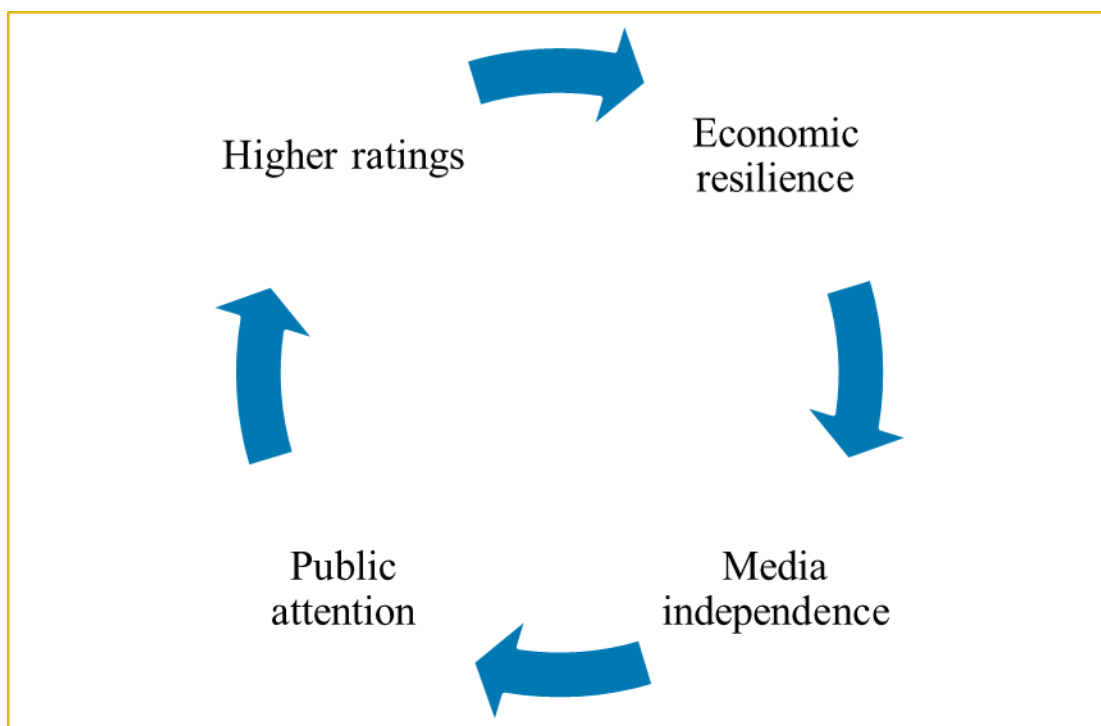 Higher ratings
Economic
resilience
Media
independence
Public
attention